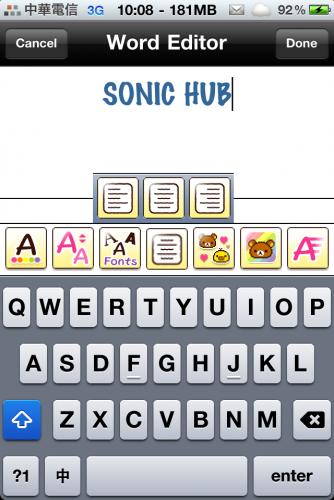 中華電信 3G 10:08 - 181MB 92%
Cancel Word Editor Done
SONIC HUB
A A A A A A Fonts A
Q W E R T Y U I O P
A S D F G H J K L
Z X C V B N M
?1 中 enter